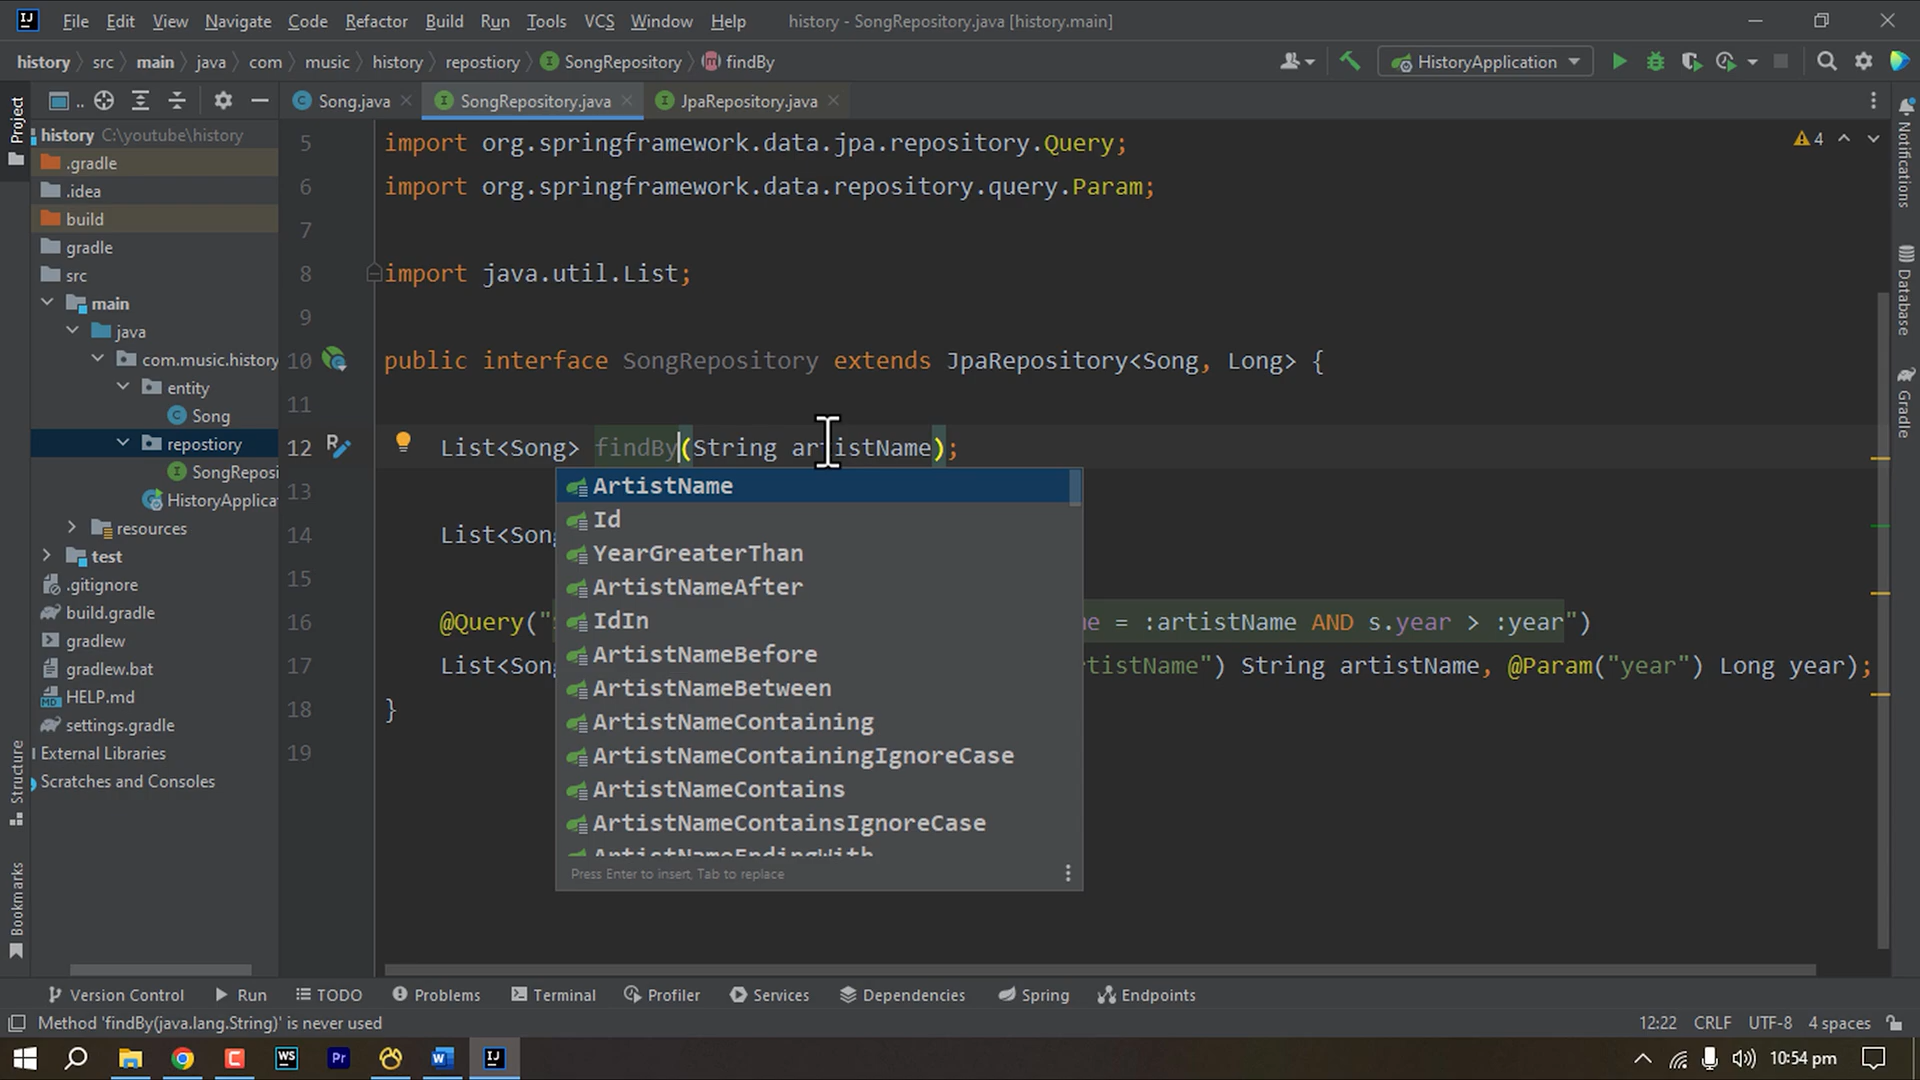 File Edit View Navigate Code Refactor Build Run Tools VCS Window Help history - SongRepository.java [history.main]
history src main java com music history repostiory SongRepository findBy HistoryApplication
Project
Song.java SongRepository.java JpaRepository.java
history C:\youtube\history
.gradle
.idea
build
gradle
src
main
java
com.music.history
entity
Song
repostiory
SongReposi
HistoryApplica
resources
test
.gitignore
build.gradle
gradlew
gradlew.bat
HELP.md
settings.gradle
External Libraries
Scratches and Consoles
Structure
Bookmarks
4
5 import org.springframework.data.jpa.repository.Query;
6 import org.springframework.data.repository.query.Param;
7
8 import java.util.List;
9
10 public interface SongRepository extends JpaRepository<Song, Long> {
11
12 List<Song> findBy(String artistName);
13
14 List<Song
15
16 @Query(" me = :artistName AND s.year > :year")
17 List<Song rtistName") String artistName, @Param("year") Long year);
18 }
19
ArtistName
Id
YearGreaterThan
ArtistNameAfter
IdIn
ArtistNameBefore
ArtistNameBetween
ArtistNameContaining
ArtistNameContainingIgnoreCase
ArtistNameContains
ArtistNameContainsIgnoreCase
ArtistNameEndingWith
Press Enter to insert, Tab to replace
Notifications
Database
Gradle
Version Control Run TODO Problems Terminal Profiler Services Dependencies Spring Endpoints
Method 'findBy(java.lang.String)' is never used 12:22 CRLF UTF-8 4 spaces
10:54 pm